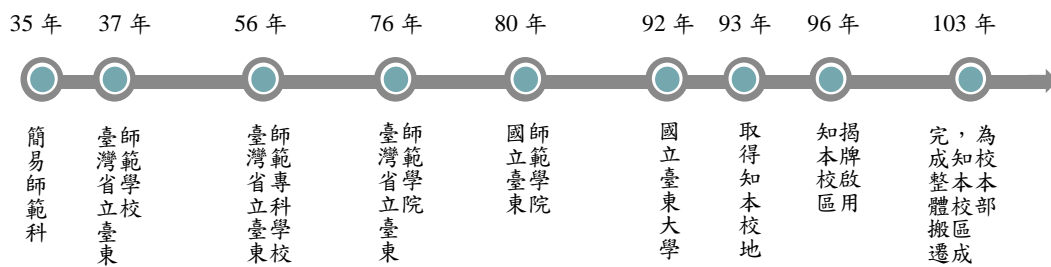 35 年
37 年
56 年
76 年
80 年
92 年
93 年
96 年
103 年
簡易師範科
臺灣省立臺東
師範學校
臺灣省立臺東
師範專科學校
臺灣省立臺東
師範學院
國立臺東
師範學院
國立臺東大學
取得知本校地
知本校區
揭牌啟用
完成整體搬遷
，知本校區成
為校本部